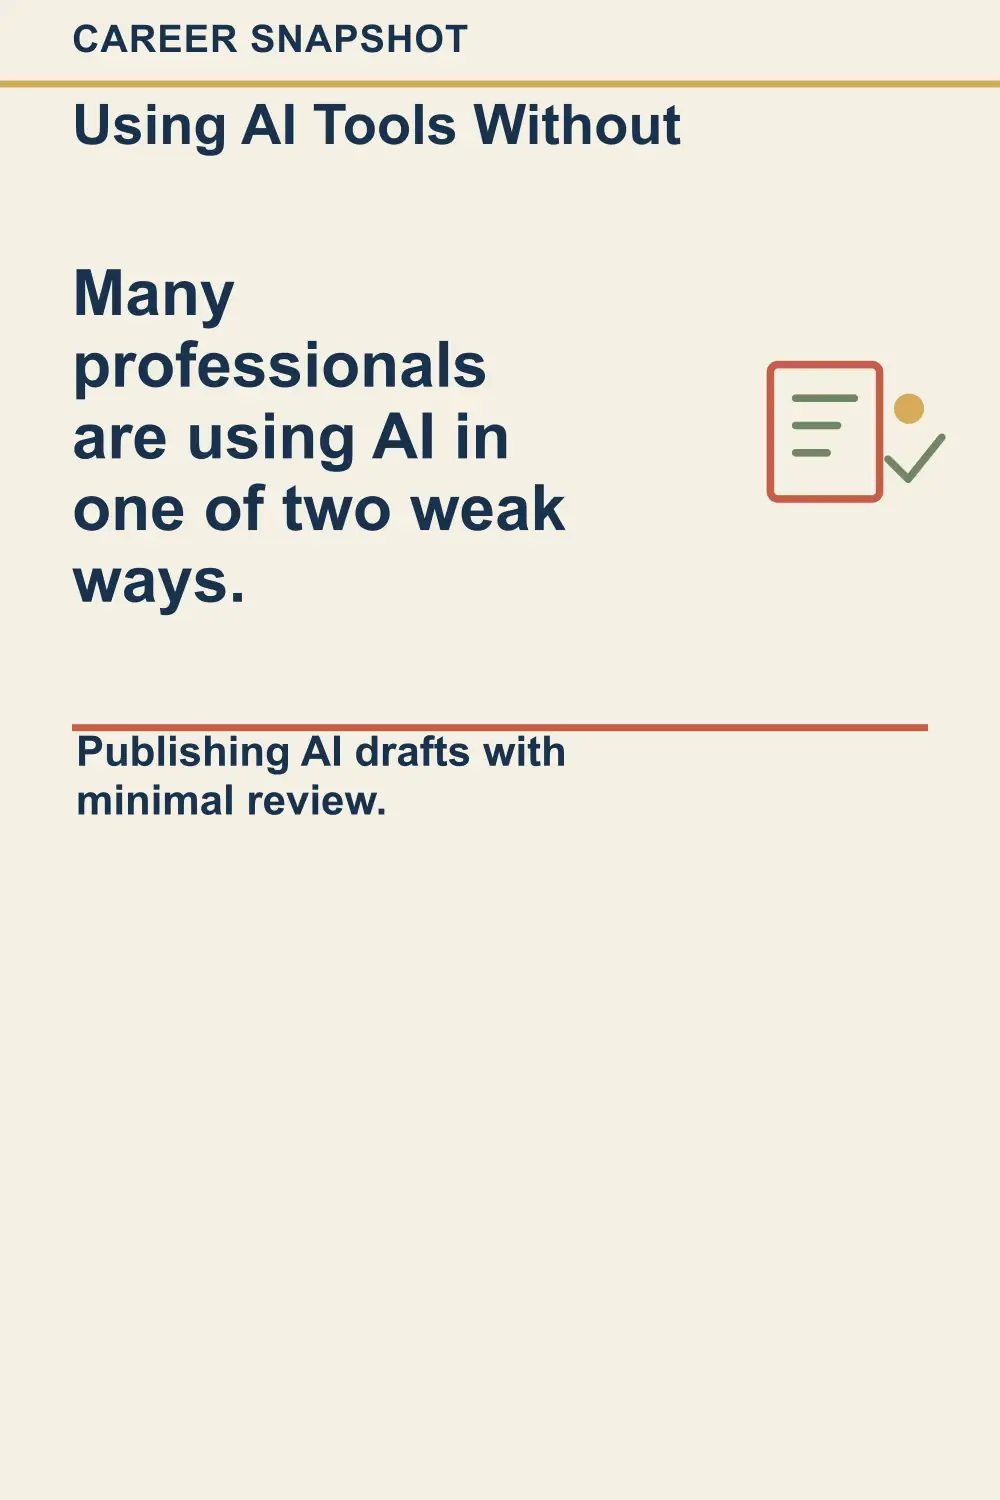 CAREER SNAPSHOT
Using AI Tools Without
Many
professionals
are using AI in
one of two weak
ways.
Publishing AI drafts with
minimal review.